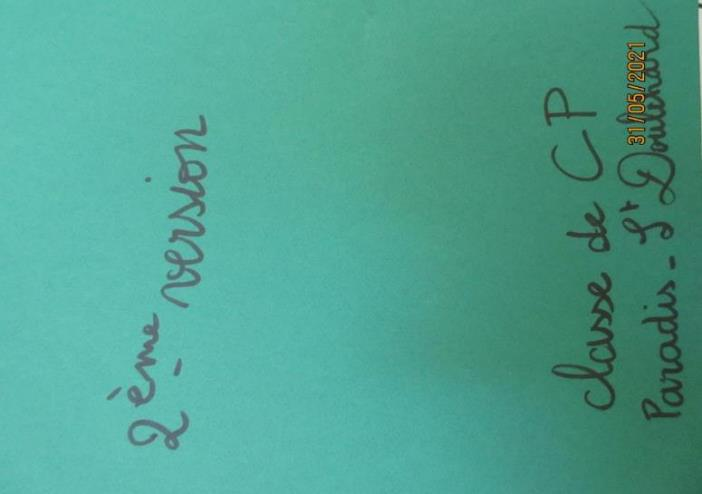 2ème version
Classe de CP
Paradis - St Doulchard
31/05/2021